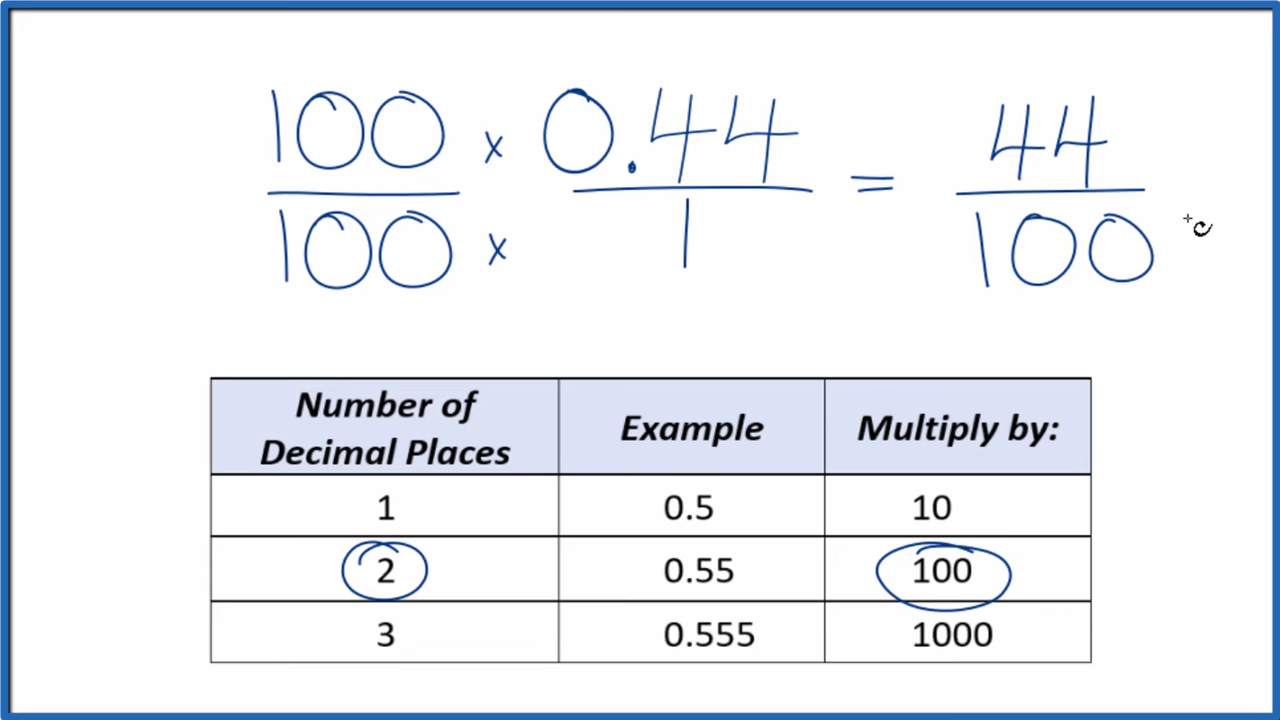 100 × 0.44 = 44
100 × 1 100
Number of Decimal Places Example Multiply by:
1 0.5 10
2 0.55 100
3 0.555 1000